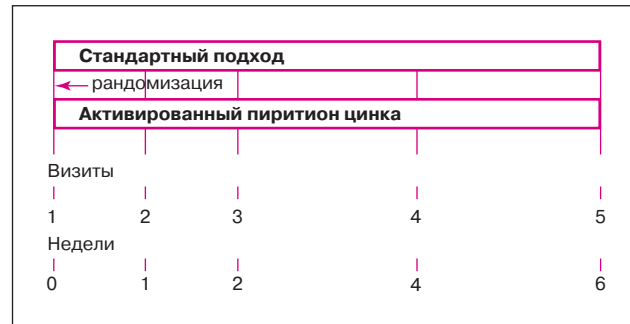 Стандартный подход
рандомизация
Активированный пиритион цинка
Визиты
1 2 3 4 5
Недели
0 1 2 4 6